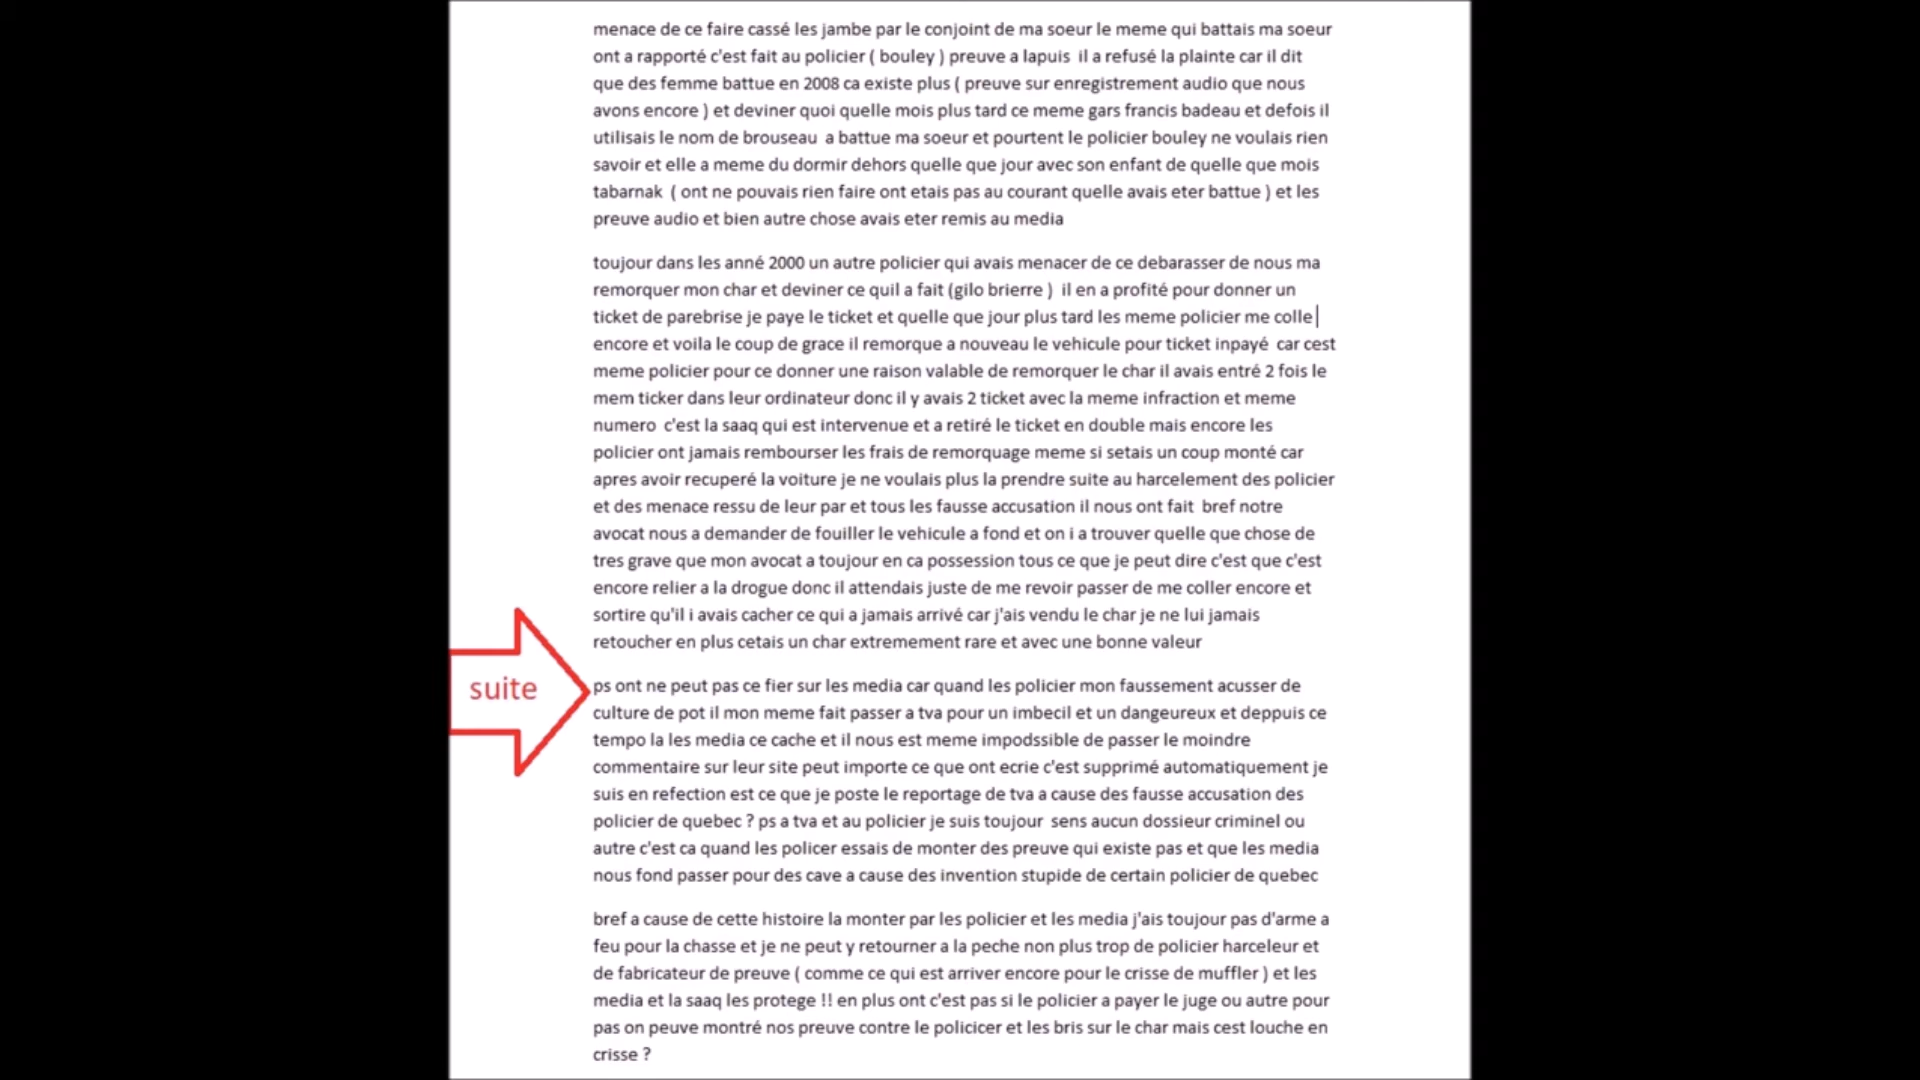 menace de ce faire cassé les jambe par le conjoint de ma soeur le meme qui battais ma soeur
ont a rapporté c'est fait au policier ( bouley ) preuve a lapuis  il a refusé la plainte car il dit
que des femme battue en 2008 ca existe plus ( preuve sur enregistrement audio que nous
avons encore ) et deviner quoi quelle mois plus tard ce meme gars francis badeau et defois il
utilisais le nom de brouseau  a battue ma soeur et pourtent le policier bouley ne voulais rien
savoir et elle a meme du dormir dehors quelle que jour avec son enfant de quelle que mois
tabarnak  ( ont ne pouvais rien faire ont etais pas au courant quelle avais eter battue ) et les
preuve audio et bien autre chose avais eter remis au media
toujour dans les anné 2000 un autre policier qui avais menacer de ce debarasser de nous ma
remorquer mon char et deviner ce quil a fait (gilo brierre )  il en a profité pour donner un
ticket de parebrise je paye le ticket et quelle que jour plus tard les meme policier me colle
encore et voila le coup de grace il remorque a nouveau le vehicule pour ticket inpayé  car cest
meme policier pour ce donner une raison valable de remorquer le char il avais entré 2 fois le
mem ticker dans leur ordinateur donc il y avais 2 ticket avec la meme infraction et meme
numero  c'est la saaq qui est intervenue et a retiré le ticket en double mais encore les
policier ont jamais rembourser les frais de remorquage meme si setais un coup monté car
apres avoir recuperé la voiture je ne voulais plus la prendre suite au harcelement des policier
et des menace ressu de leur par et tous les fausse accusation il nous ont fait  bref notre
avocat nous a demander de fouiller le vehicule a fond et on i a trouver quelle que chose de
tres grave que mon avocat a toujour en ca possession tous ce que je peut dire c'est que c'est
encore relier a la drogue donc il attendais juste de me revoir passer de me coller encore et
sortire qu'il i avais cacher ce qui a jamais arrivé car j'ais vendu le char je ne lui jamais
retoucher en plus cetais un char extremement rare et avec une bonne valeur
suite
ps ont ne peut pas ce fier sur les media car quand les policier mon faussement acusser de
culture de pot il mon meme fait passer a tva pour un imbecil et un dangeureux et deppuis ce
tempo la les media ce cache et il nous est meme impodssible de passer le moindre
commentaire sur leur site peut importe ce que ont ecrie c'est supprimé automatiquement je
suis en refection est ce que je poste le reportage de tva a cause des fausse accusation des
policier de quebec ? ps a tva et au policier je suis toujour  sens aucun dossieur criminel ou
autre c'est ca quand les policer essais de monter des preuve qui existe pas et que les media
nous fond passer pour des cave a cause des invention stupide de certain policier de quebec
bref a cause de cette histoire la monter par les policier et les media j'ais toujour pas d'arme a
feu pour la chasse et je ne peut y retourner a la peche non plus trop de policier harceleur et
de fabricateur de preuve ( comme ce qui est arriver encore pour le crisse de muffler ) et les
media et la saaq les protege !! en plus ont c'est pas si le policier a payer le juge ou autre pour
pas on peuve montré nos preuve contre le policicer et les bris sur le char mais cest louche en
crisse ?